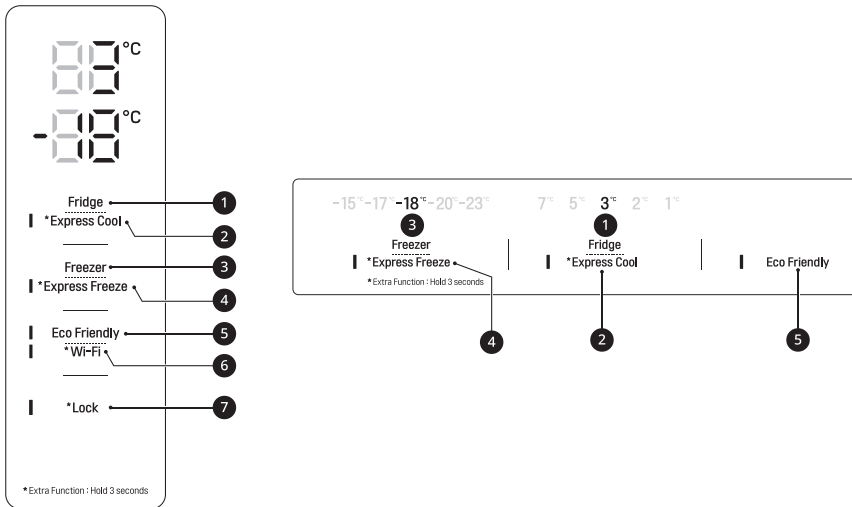 3 °C
-18 °C
Fridge 1
*Express Cool 2
Freezer 3
*Express Freeze 4
Eco Friendly 5
*Wi-Fi 6
*Lock 7
*Extra Function : Hold 3 seconds
-15°C -17°C -18°C -20°C -23°C 7°C 5°C 3°C 2°C 1°C
3 1
Freezer Fridge
*Express Freeze *Express Cool Eco Friendly
*Extra Function : Hold 3 seconds
4 2 5